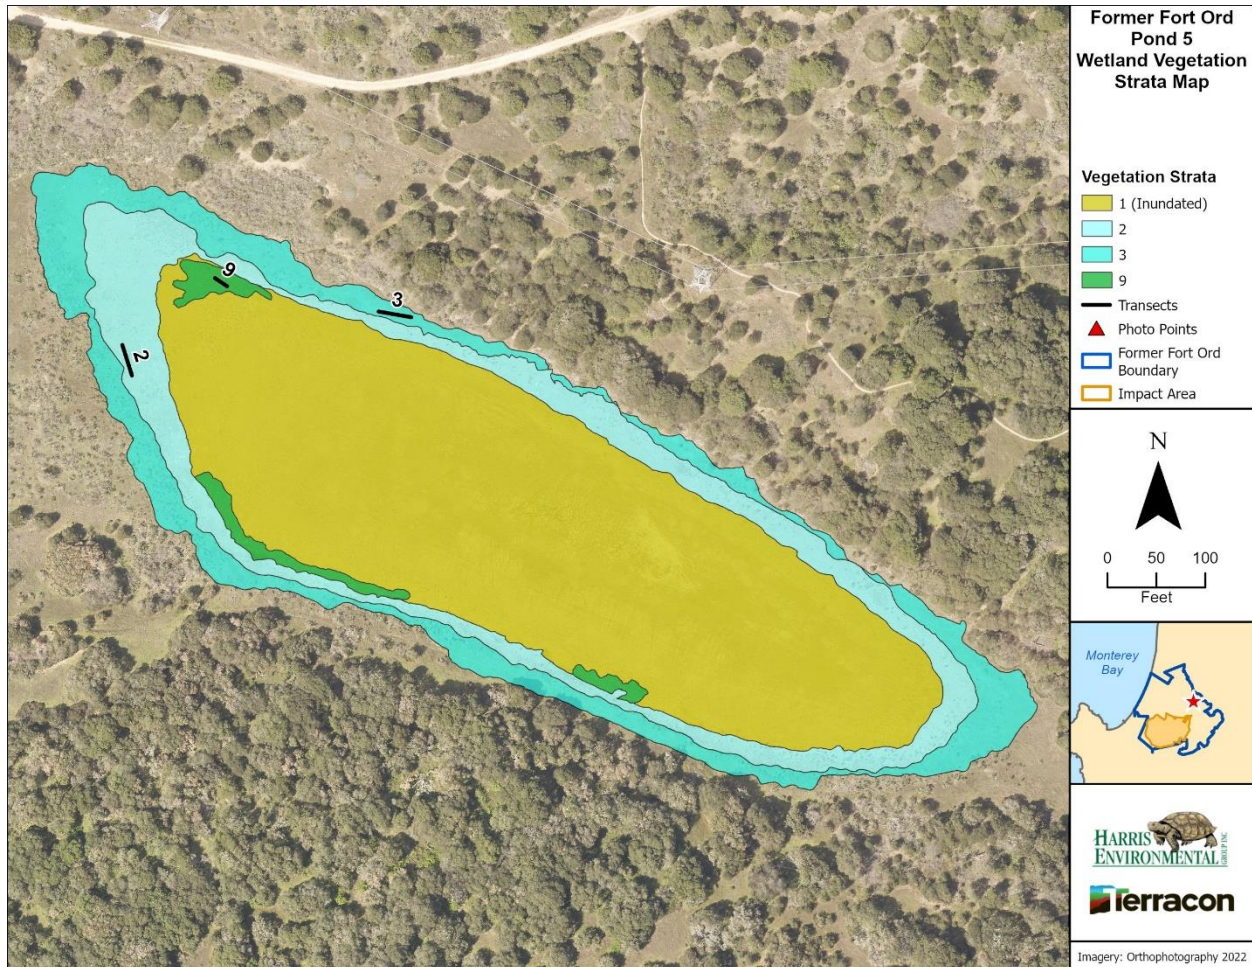 Former Fort Ord
Pond 5
Wetland Vegetation
Strata Map
Vegetation Strata
1 (Inundated)
2
3
9
Transects
Photo Points
Former Fort Ord
Boundary
Impact Area
9
3
2
N
0 50 100
Feet
Monterey
Bay
HARRIS
ENVIRONMENTAL
GROUP INC
Terracon
Imagery: Orthophotography 2022